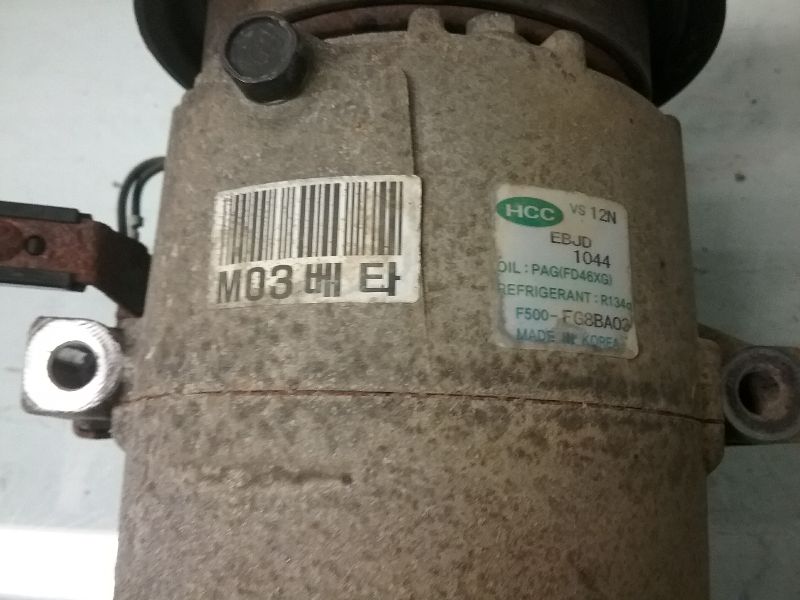 M03 베 타
HCC VS 12N
EBJD
1044
OIL : PAG(FD46XG)
REFRIGERANT : R134a
F500-FG8BA03
MADE IN KOREA